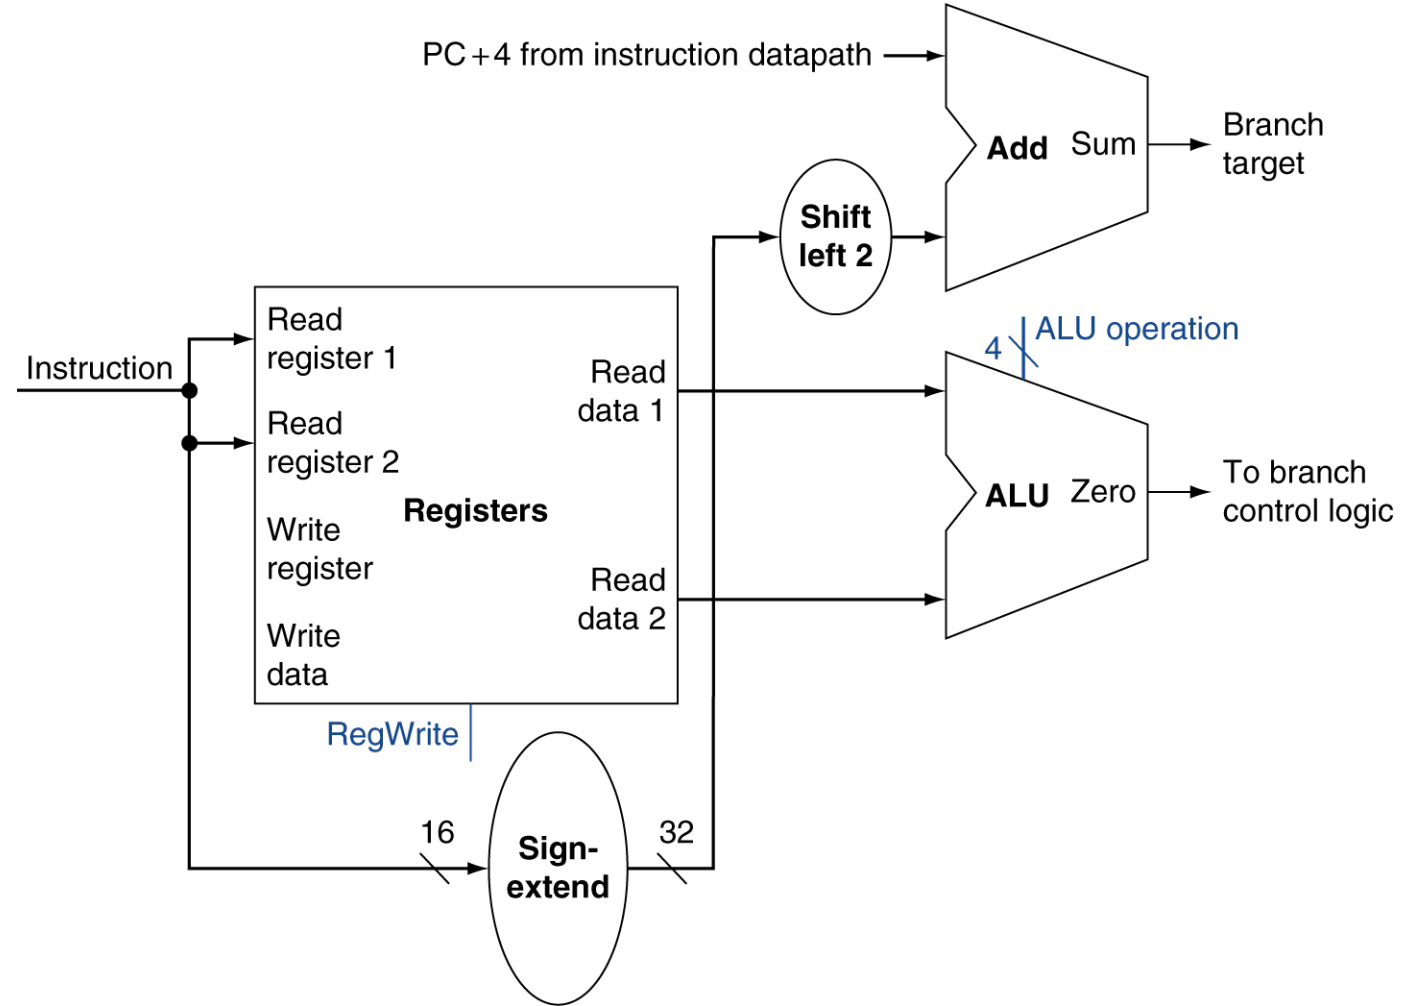 PC+4 from instruction datapath
Add Sum
Branch
target
Shift
left 2
ALU operation
4
Instruction
Read
register 1
Read
register 2
Write
register
Write
data
Registers
Read
data 1
Read
data 2
ALU Zero
To branch
control logic
RegWrite
16
Sign-
extend
32